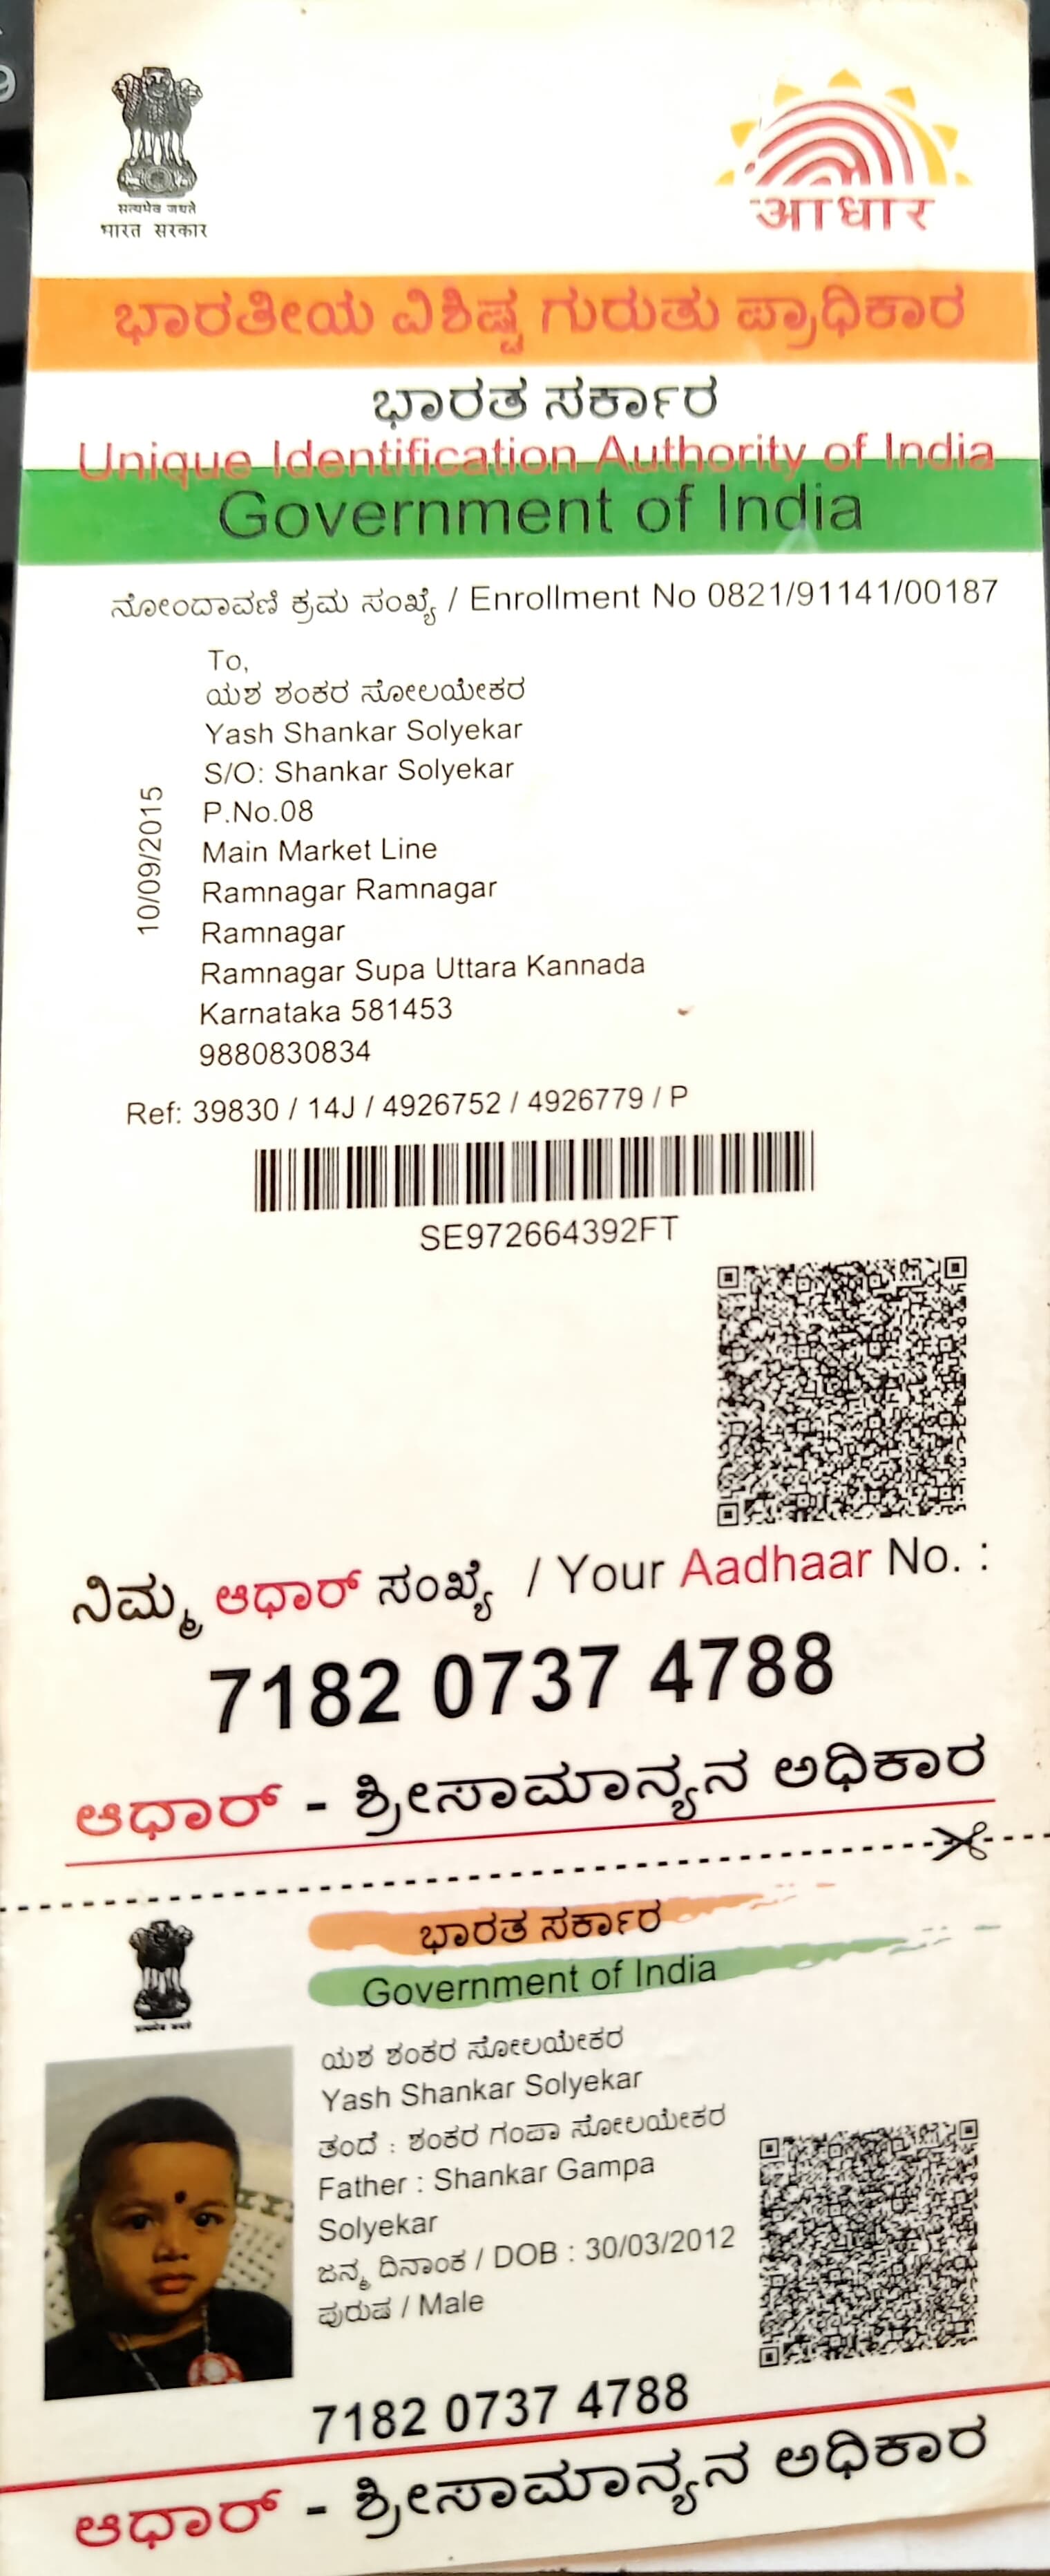 9
सत्यमेव जयते
भारत सरकार
आधार
ಭಾರತೀಯ ವಿಶಿಷ್ಟ ಗುರುತು ಪ್ರಾಧಿಕಾರ
ಭಾರತ ಸರ್ಕಾರ
Unique Identification Authority of India
Government of India
ನೋಂದಾವಣಿ ಕ್ರಮ ಸಂಖ್ಯೆ / Enrollment No 0821/91141/00187
To,
ಯಶ ಶಂಕರ ಸೋಲಯೇಕರ
Yash Shankar Solyekar
S/O: Shankar Solyekar
P.No.08
Main Market Line
Ramnagar Ramnagar
Ramnagar
Ramnagar Supa Uttara Kannada
Karnataka 581453
9880830834
10/09/2015
Ref: 39830 / 14J / 4926752 / 4926779 / P
SE972664392FT
ನಿಮ್ಮ ಆಧಾರ್ ಸಂಖ್ಯೆ / Your Aadhaar No. :
7182 0737 4788
ಆಧಾರ್ - ಶ್ರೀಸಾಮಾನ್ಯನ ಅಧಿಕಾರ
ಭಾರತ ಸರ್ಕಾರ
Government of India
ಯಶ ಶಂಕರ ಸೋಲಯೇಕರ
Yash Shankar Solyekar
ತಂದೆ : ಶಂಕರ ಗಂಪಾ ಸೋಲಯೇಕರ
Father : Shankar Gampa
Solyekar
ಜನ್ಮ ದಿನಾಂಕ / DOB : 30/03/2012
ಪುರುಷ / Male
7182 0737 4788
ಆಧಾರ್ - ಶ್ರೀಸಾಮಾನ್ಯನ ಅಧಿಕಾರ